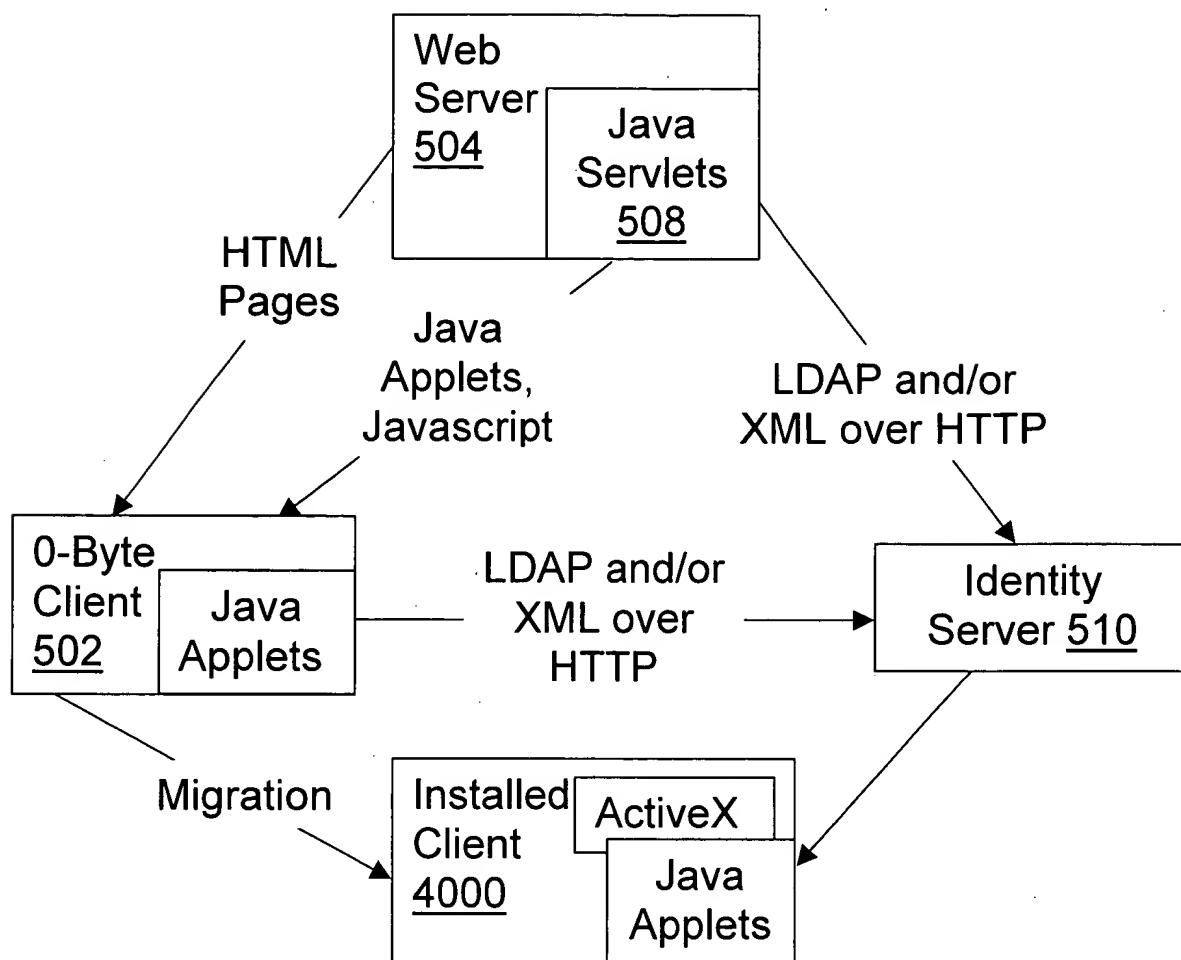 Web
Server
504
Java
Servlets
508
HTML
Pages
Java
Applets,
Javascript
LDAP and/or
XML over HTTP
0-Byte
Client
502
Java
Applets
LDAP and/or
XML over
HTTP
Identity
Server 510
Migration
Installed
Client
4000
ActiveX
Java
Applets